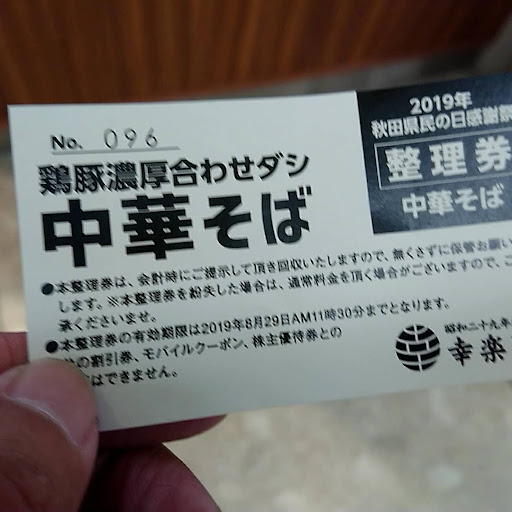 No. 096
鶏豚濃厚合わせダシ
中華そば
●本整理券は、会計時にご提示して頂き回収いたしますので、無くさずに保管お願い
します。※本整理券を紛失した場合は、通常料金を頂く場合がございますので、ご
承くださいませ。
●本整理券の有効期限は2019年8月29日AM11時30分までとなります。
の割引券、モバイルクーポン、株主優待券との
はできません。
2019年
秋田県民の日感謝祭
整理券
中華そば
昭和二十九年
幸楽